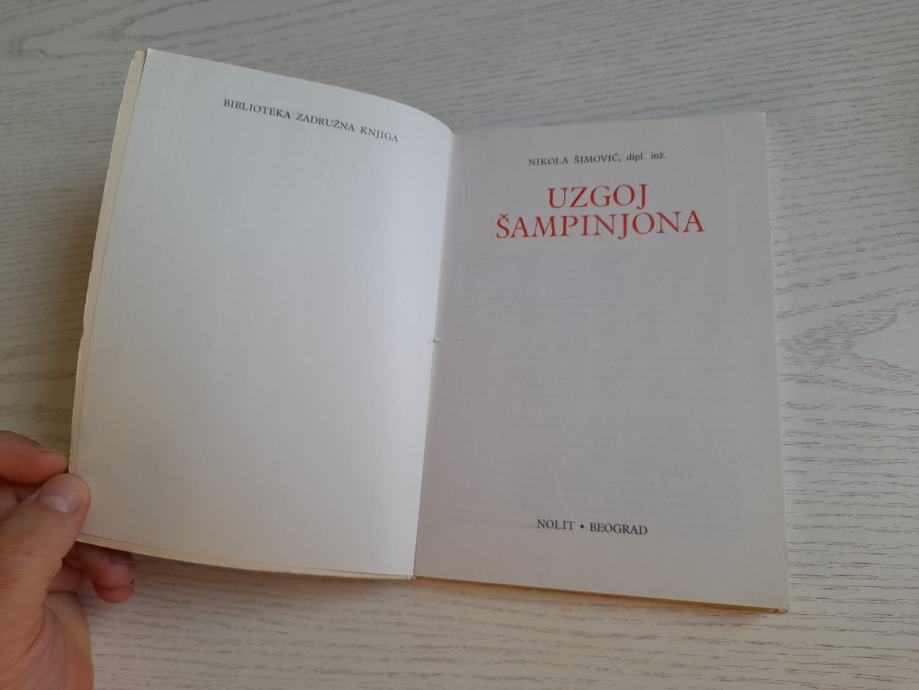 BIBLIOTEKA ZADRUŽNA KNJIGA
NIKOLA ŠIMOVIĆ, dipl. inž.
UZGOJ
ŠAMPINJONA
NOLIT • BEOGRAD